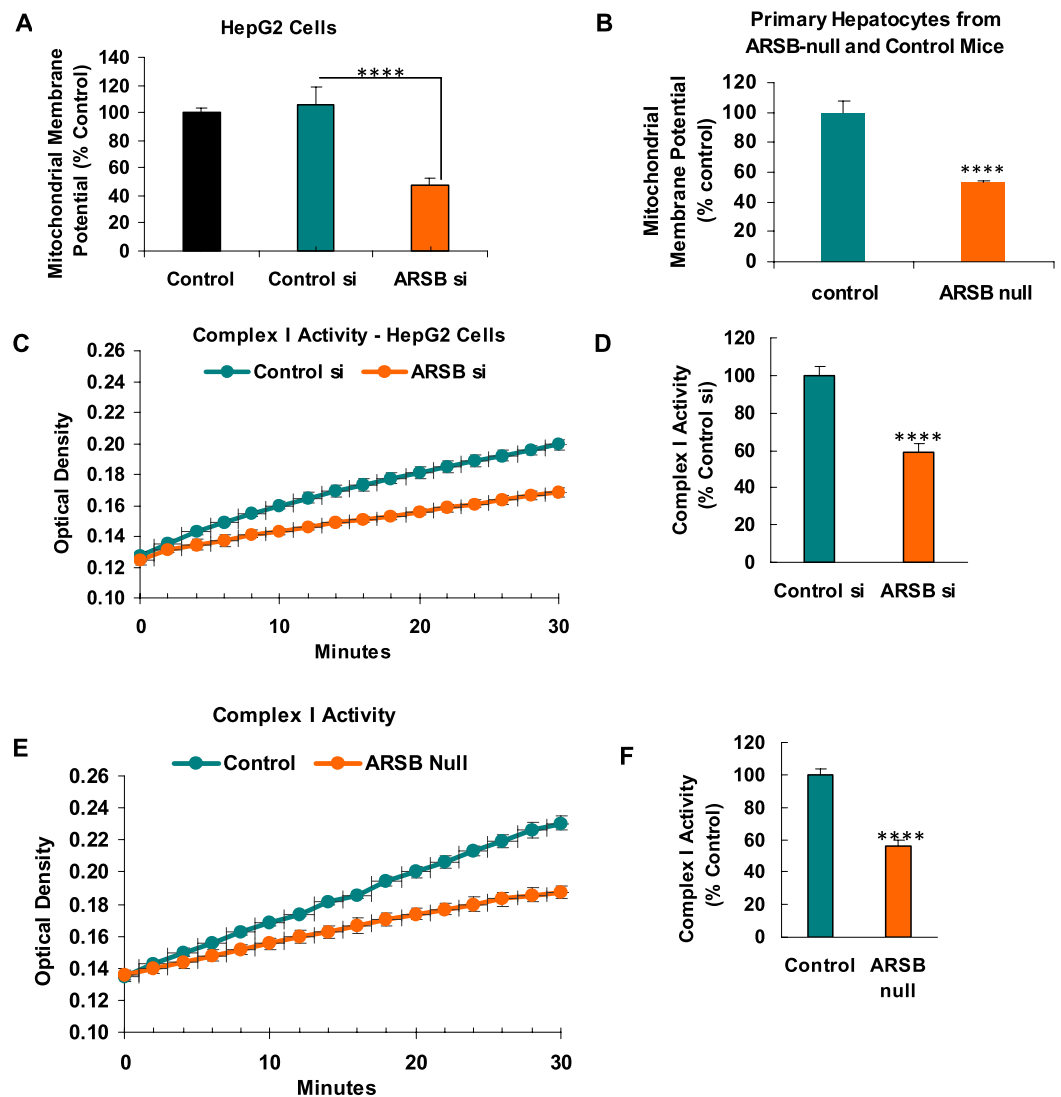 A
HepG2 Cells
Mitochondrial Membrane
Potential (% Control)
140
120
100
80
60
40
20
0
****
Control
Control si
ARSB si
B
Primary Hepatocytes from
ARSB-null and Control Mice
Mitochondrial
Membrane Potential
(% control)
120
100
80
60
40
20
0
****
control
ARSB null
C
Complex I Activity - HepG2 Cells
Control si
ARSB si
Optical Density
0.26
0.24
0.22
0.20
0.18
0.16
0.14
0.12
0.10
0
10
20
30
Minutes
D
Complex I Activity
(% Control si)
120
100
80
60
40
20
0
****
Control si
ARSB si
E
Complex I Activity
Control
ARSB Null
Optical Density
0.26
0.24
0.22
0.20
0.18
0.16
0.14
0.12
0.10
0
10
20
30
Minutes
F
Complex I Activity
(% Control)
120
100
80
60
40
20
0
****
Control
ARSB
null